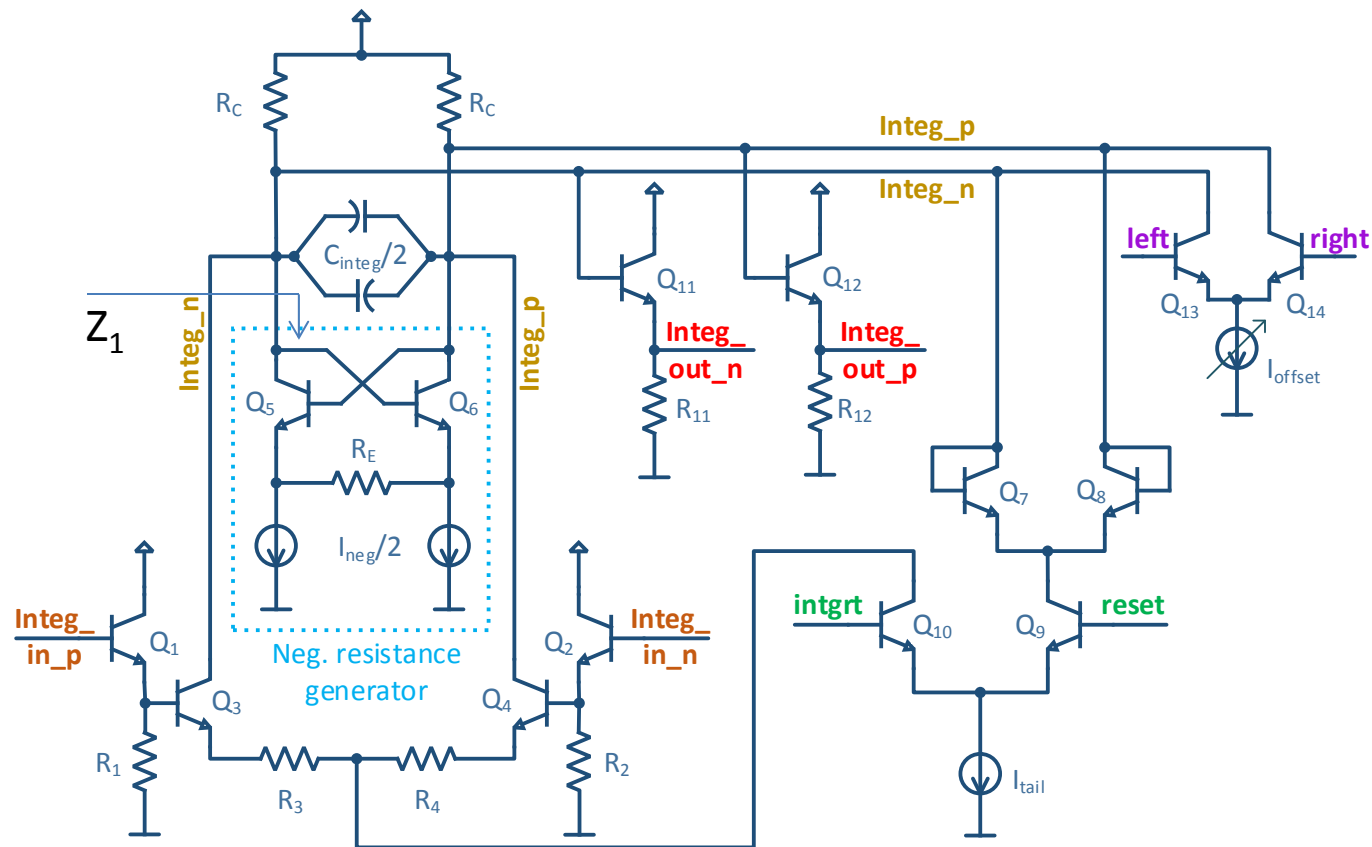 R_C
R_C
Integ_p
Integ_n
left
right
C_integ/2
Q_11
Q_12
Q_13
Q_14
Z_1
Integ_n
Integ_p
Integ_
out_n
Integ_
out_p
I_offset
Q_5
Q_6
R_11
R_12
R_E
Q_7
Q_8
I_neg/2
Integ_
in_p
Q_1
Neg. resistance
generator
Q_2
Integ_
in_n
intgrt
Q_10
Q_9
reset
Q_3
Q_4
R_1
R_3
R_4
R_2
I_tail